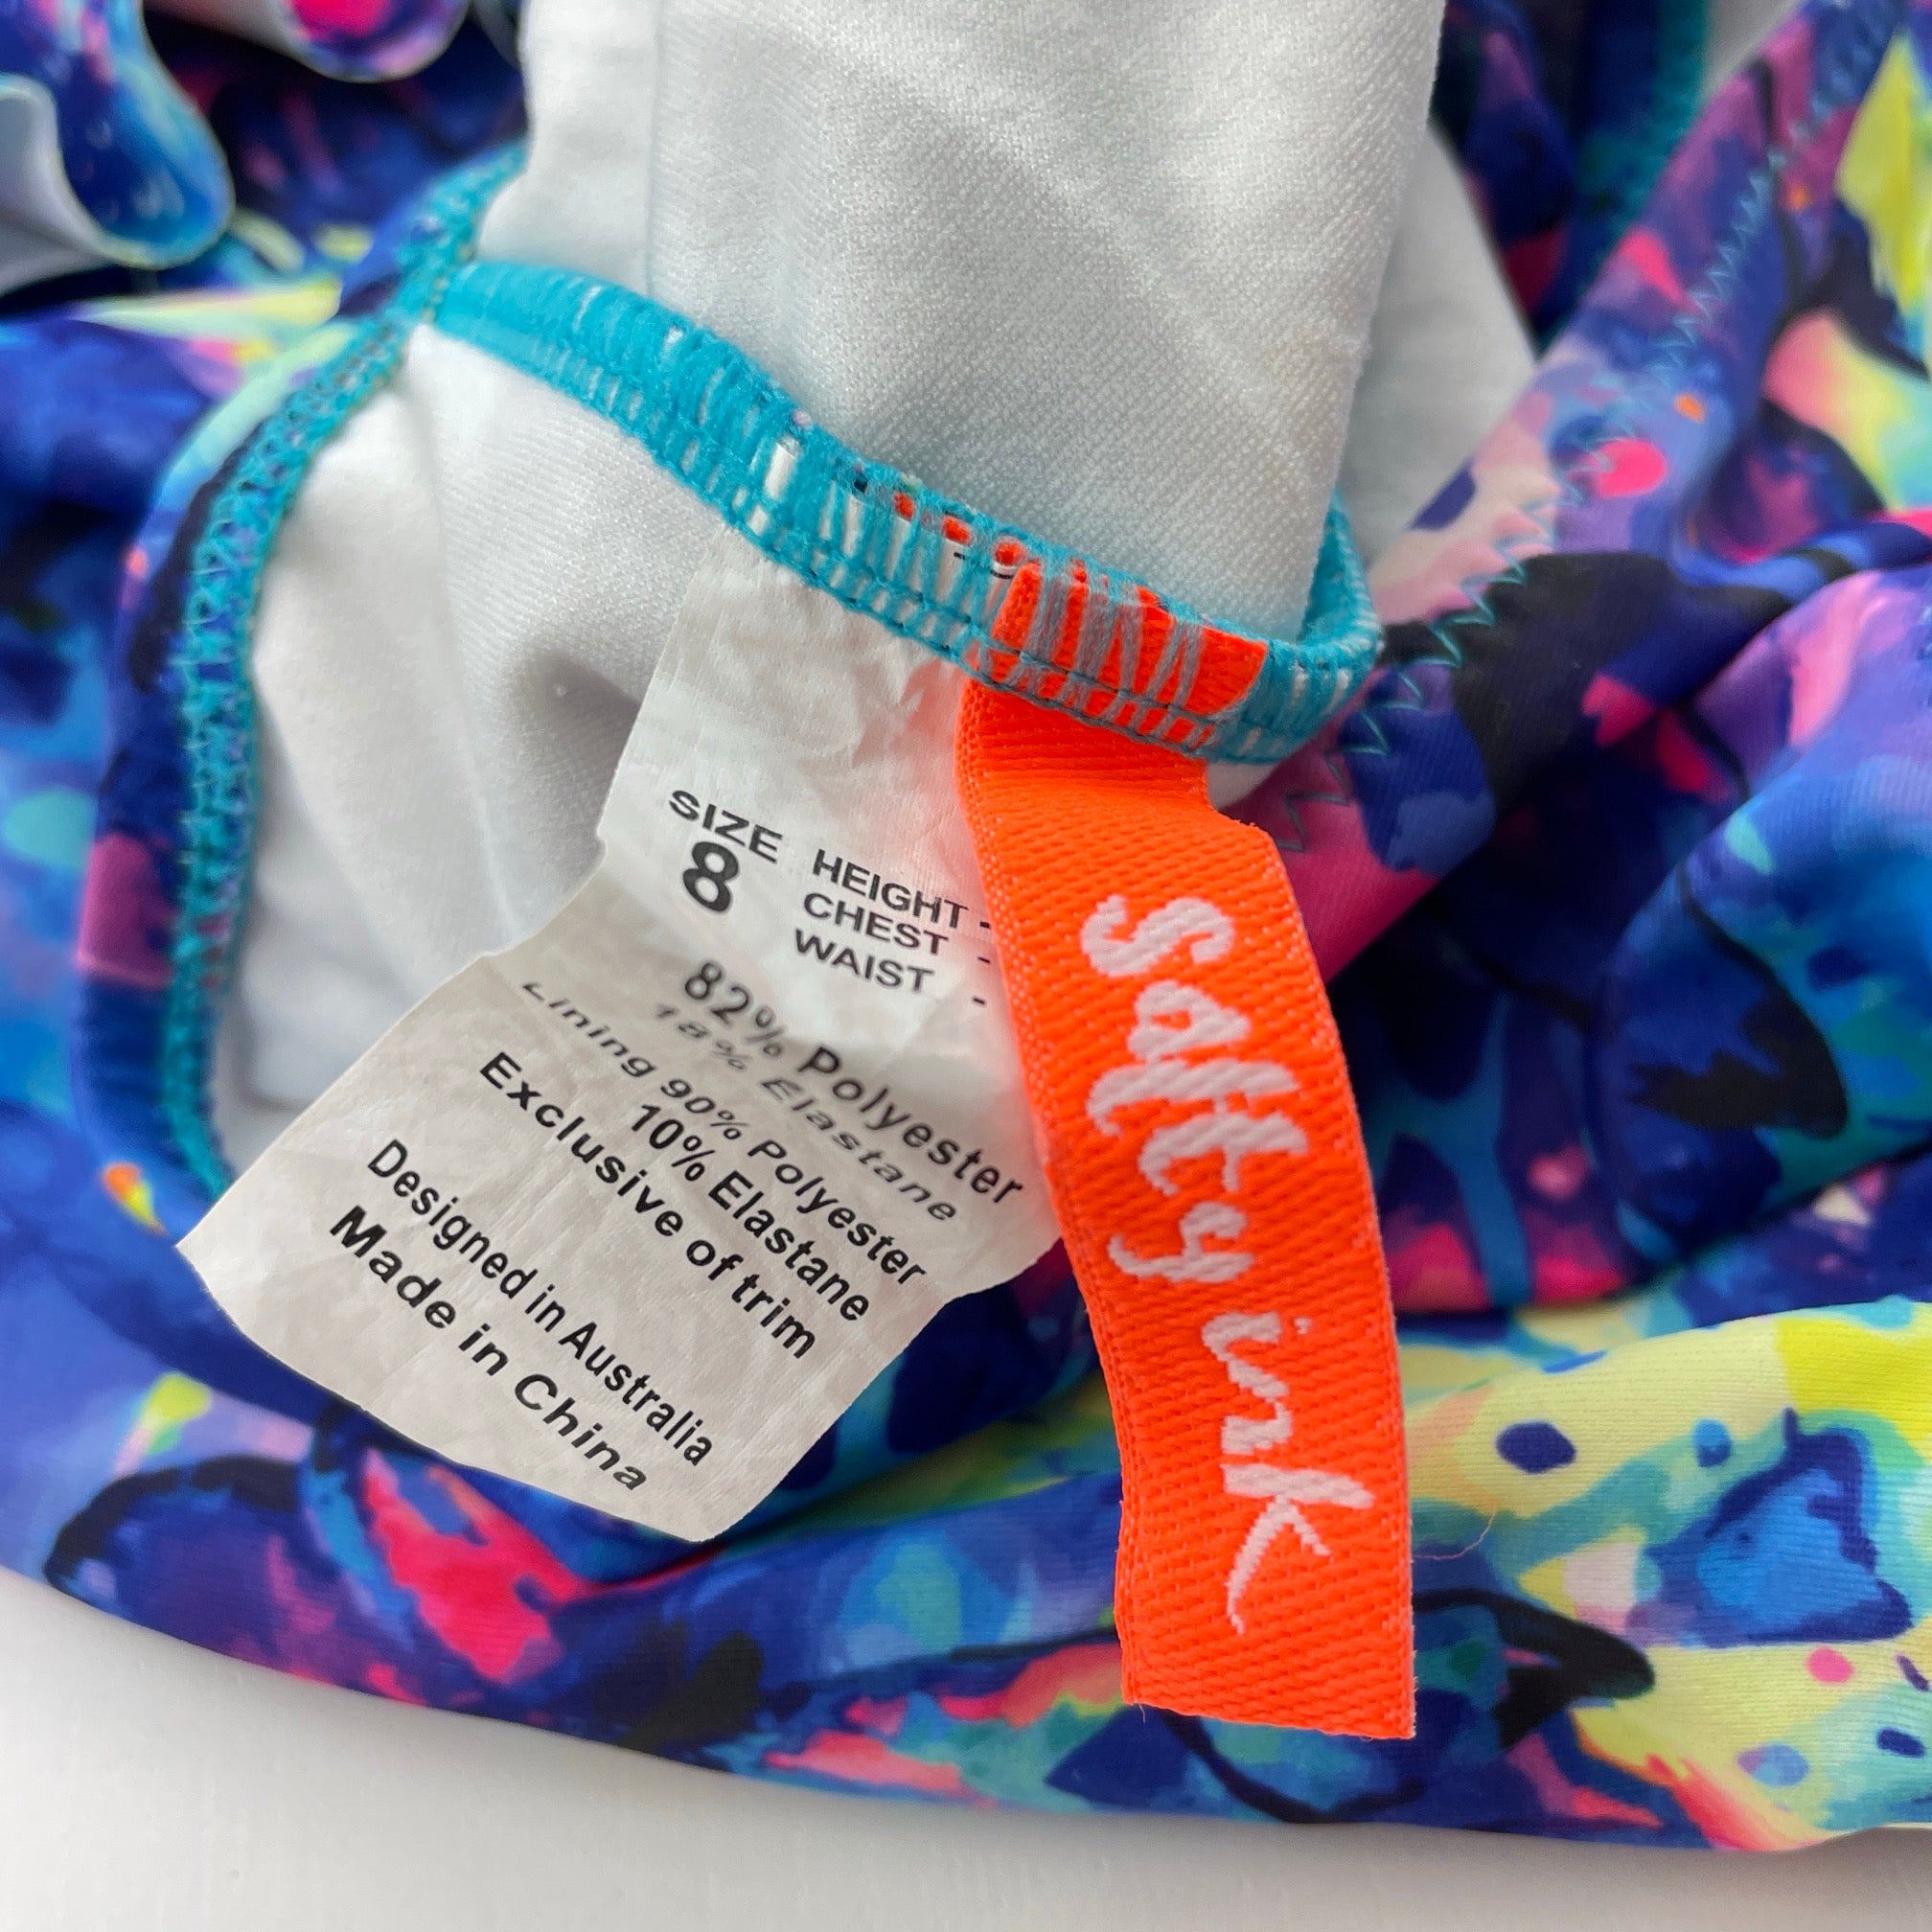 SIZE
8
HEIGHT -
CHEST -
WAIST -
82% Polyester
18% Elastane
Lining 90% Polyester
10% Elastane
Exclusive of trim
Designed in Australia
Made in China
Salty ink